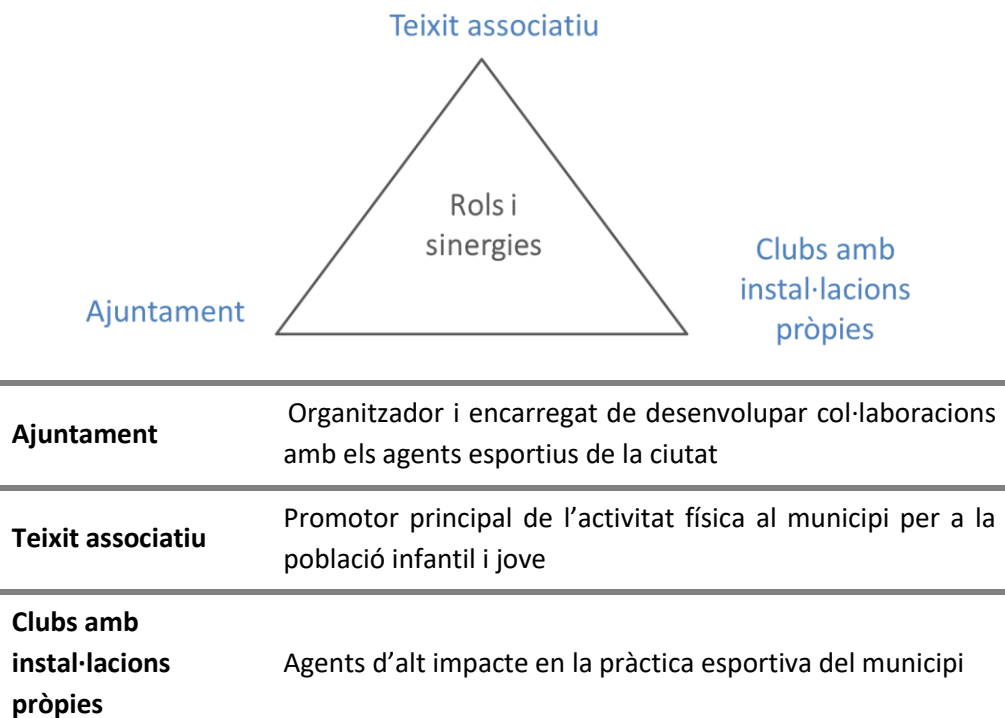 Teixit associatiu
Rols i
sinergies
Clubs amb
instal·lacions
pròpies
Ajuntament
Ajuntament
Organitzador i encarregat de desenvolupar col·laboracions
amb els agents esportius de la ciutat
Teixit associatiu
Promotor principal de l’activitat física al municipi per a la
població infantil i jove
Clubs amb
instal·lacions
pròpies
Agents d’alt impacte en la pràctica esportiva del municipi